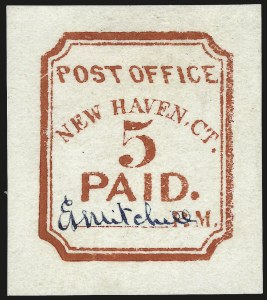 POST OFFICE.
NEW HAVEN, CT.
5
PAID.
E A Mitchell P.M.